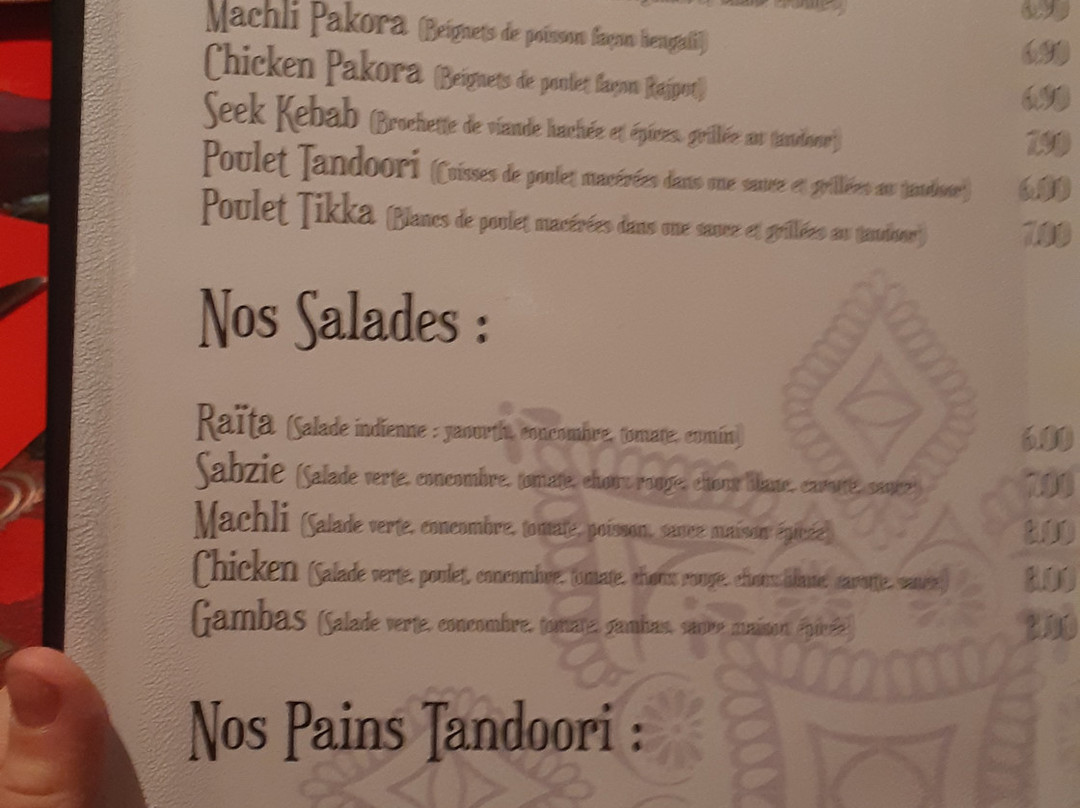 Machli Pakora (Beignets de poisson façon bengali) 6.90
Chicken Pakora (Beignets de poulet façon Rajput) 6.90
Seek Kebab (Brochette de viande hachée et épices, grillée au tandoor) 7.90
Poulet Tandoori (Cuisses de poulet macérées dans une sauce et grillées au tandoor) 6.00
Poulet Tikka (Blancs de poulet macérées dans une sauce et grillées au tandoor) 7.00
Nos Salades :
Raïta (Salade indienne : yaourth, concombre, tomate, cumin) 6.00
Sabzie (Salade verte, concombre, tomate, choux rouge, choux blanc, carotte, sauce) 7.00
Machli (Salade verte, concombre, tomate, poisson, sauce maison épicée) 8.00
Chicken (Salade verte, poulet, concombre, tomate, choux rouge, choux blanc, carotte, sauce) 8.00
Gambas (Salade verte, concombre, tomate, gambas, sauce maison épicée)
Nos Pains Tandoori :